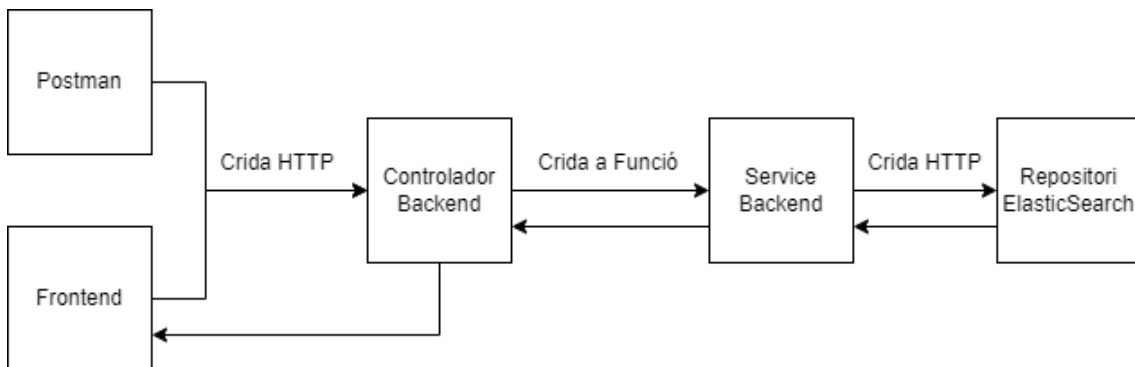 Postman
Crida HTTP
Controlador
Backend
Crida a Funció
Service
Backend
Crida HTTP
Repositori
ElasticSearch
Frontend